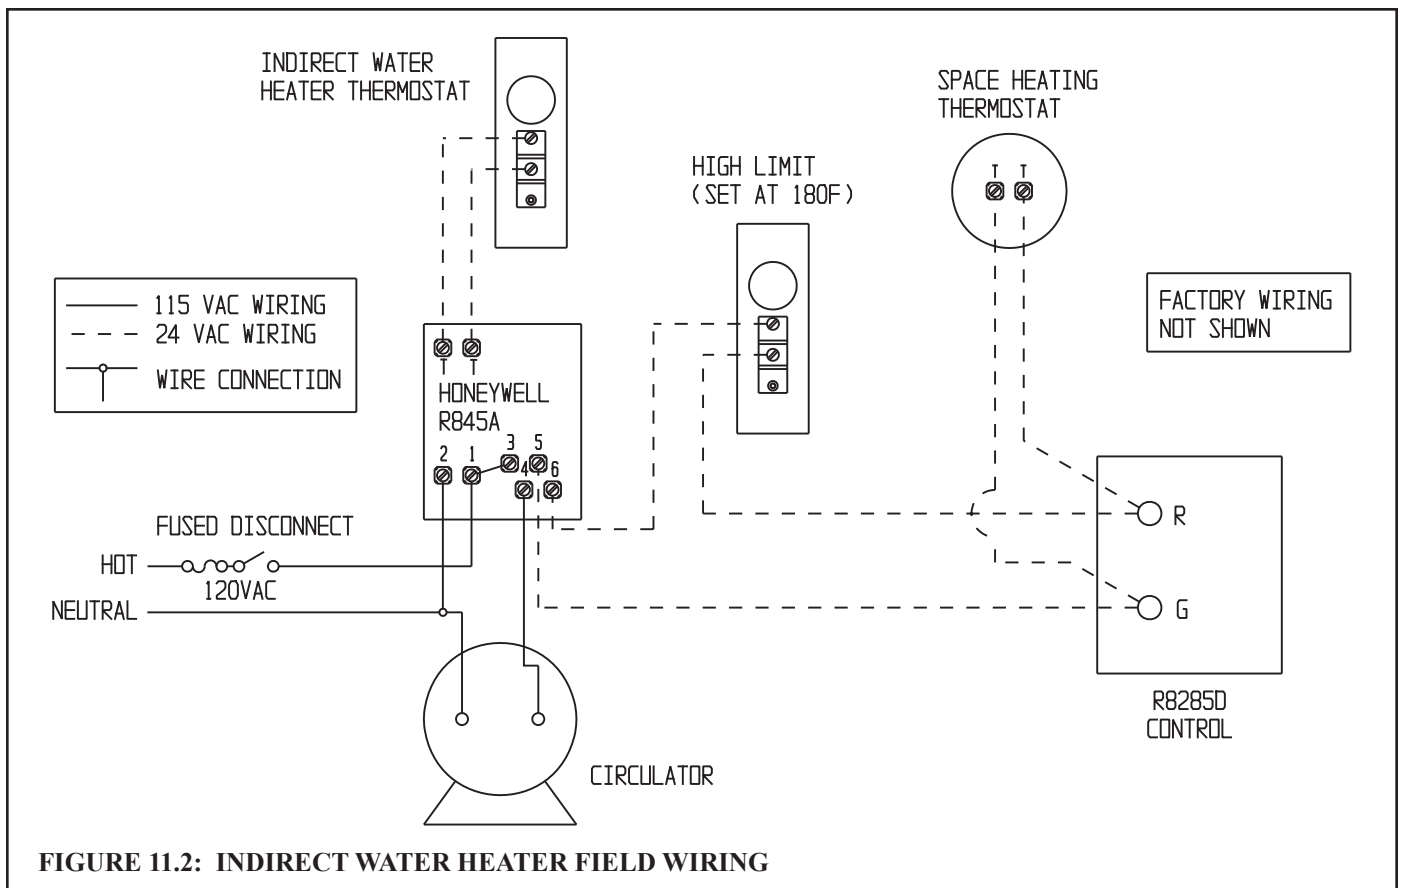 INDIRECT WATER
HEATER THERMOSTAT
SPACE HEATING
THERMOSTAT
HIGH LIMIT
(SET AT 180F)
115 VAC WIRING
24 VAC WIRING
WIRE CONNECTION
FACTORY WIRING
NOT SHOWN
T T
T T
HONEYWELL
R845A
2 1 3 5
4 6
FUSED DISCONNECT
HOT
120VAC
NEUTRAL
R
G
R8285D
CONTROL
CIRCULATOR
FIGURE 11.2: INDIRECT WATER HEATER FIELD WIRING